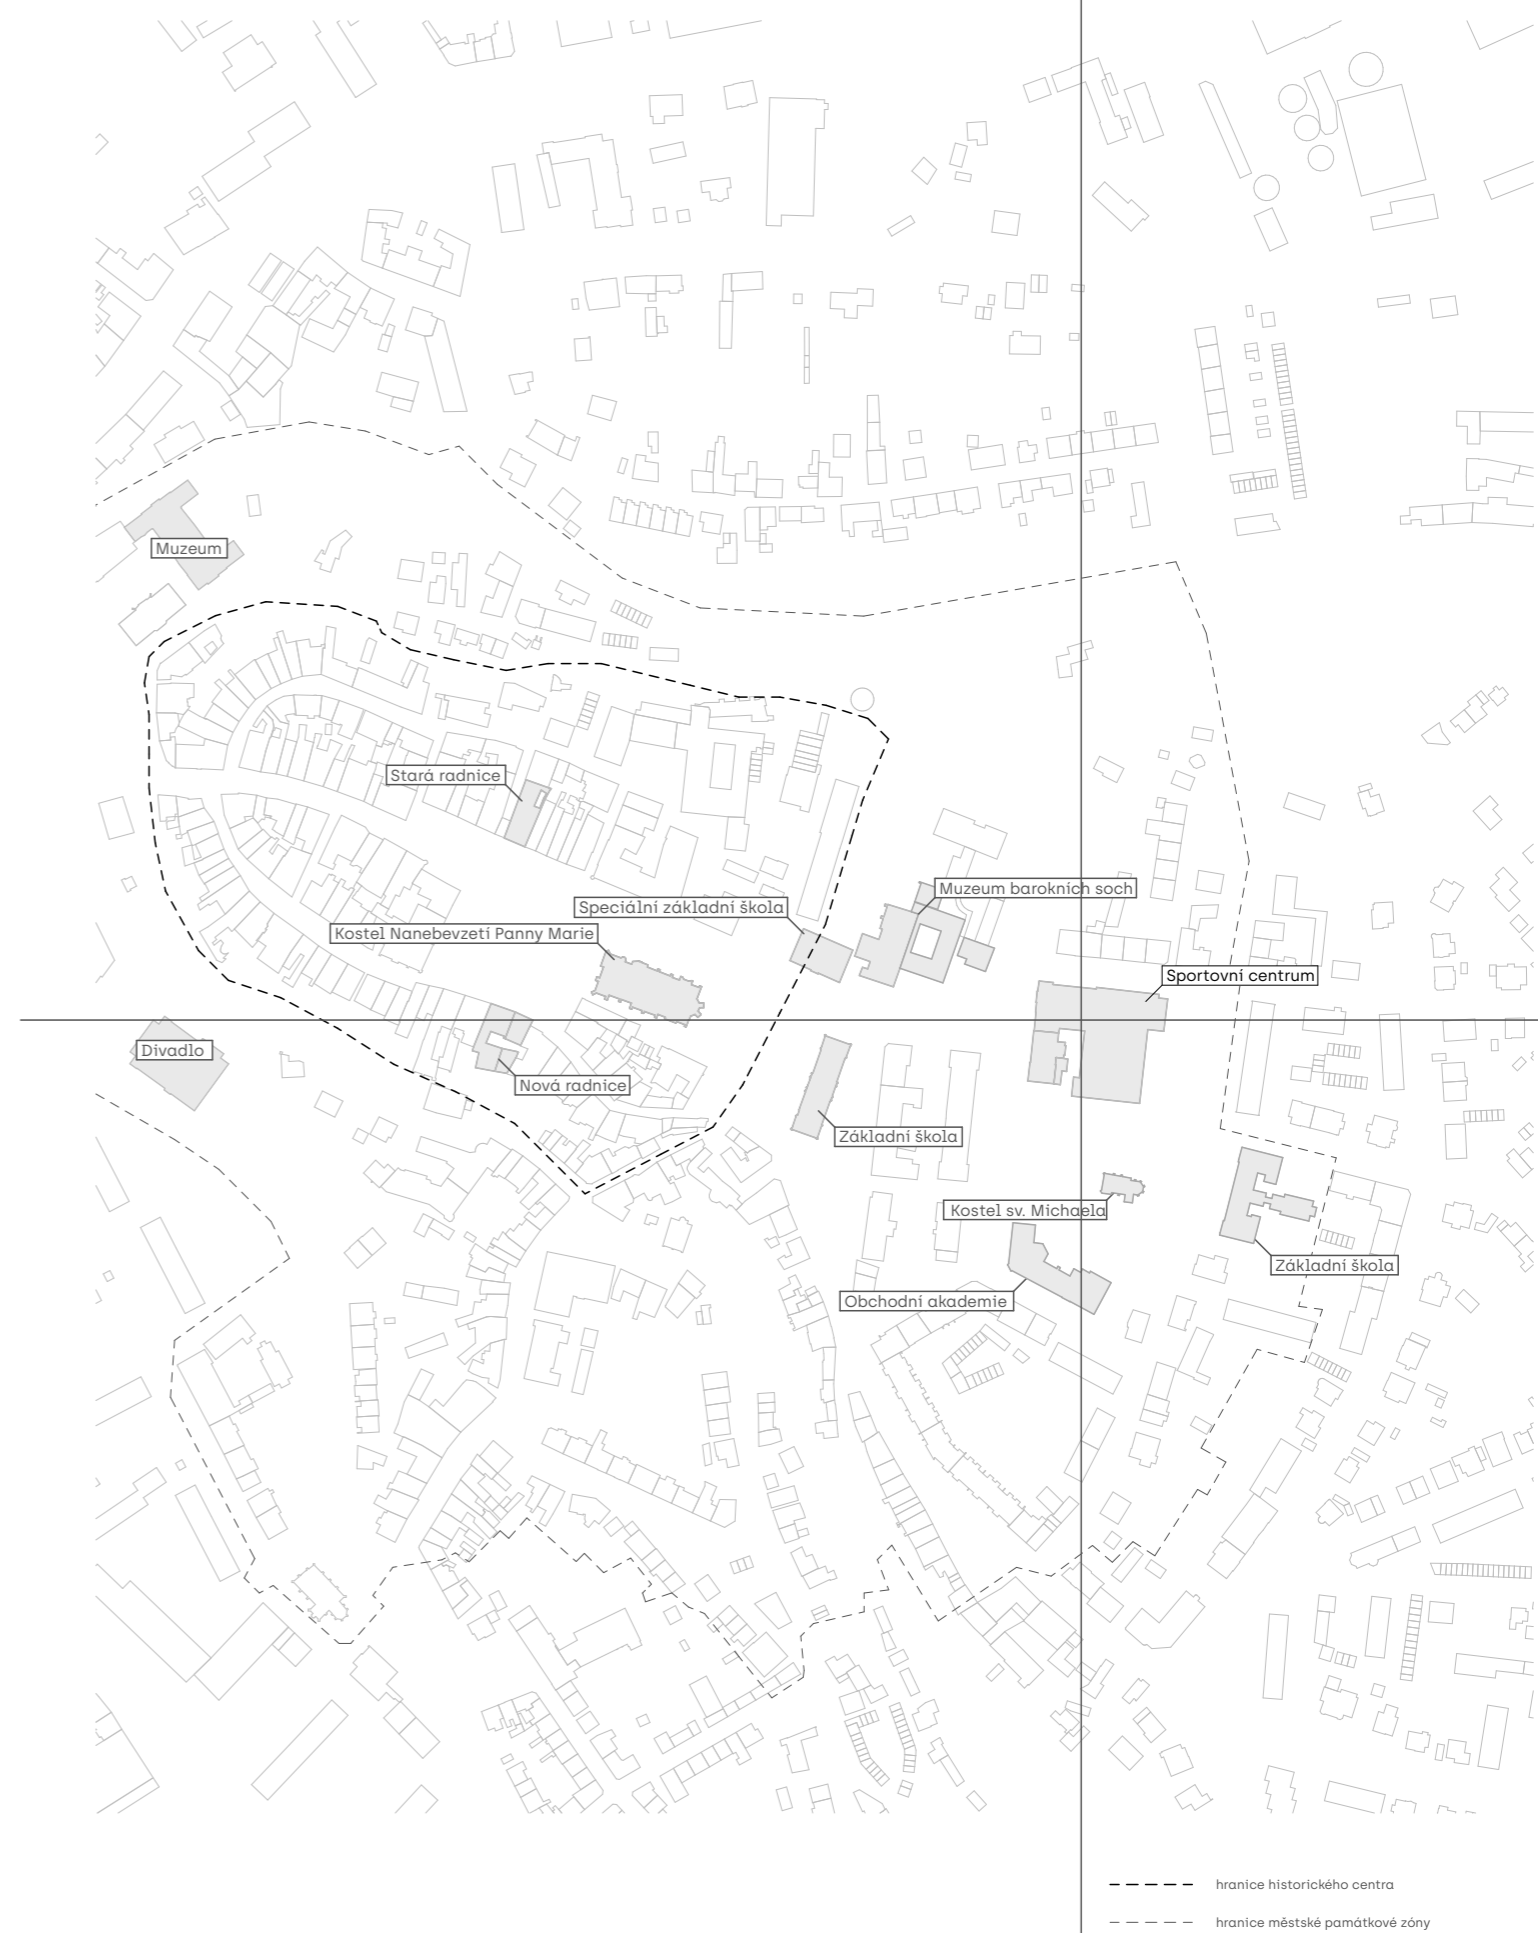 Muzeum
Stará radnice
Muzeum barokních soch
Speciální základní škola
Kostel Nanebevzetí Panny Marie
Sportovní centrum
Divadlo
Nová radnice
Základní škola
Kostel sv. Michaela
Základní škola
Obchodní akademie
hranice historického centra
hranice městské památkové zóny